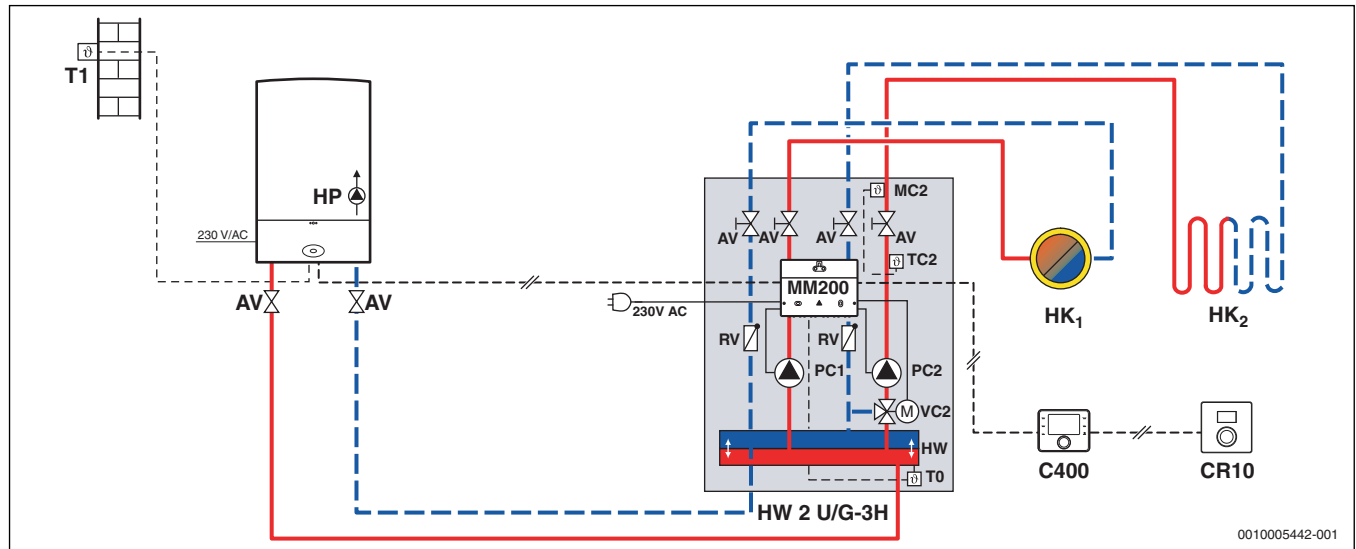 ϑ
T1
HP
230 V/AC
AV
AV
ϑ
MC2
AV
AV
AV
AV
ϑ
TC2
MM200
230V AC
RV
RV
PC1
PC2
M
VC2
HW
ϑ
T0
HW 2 U/G-3H
HK1
HK2
C400
CR10
0010005442-001